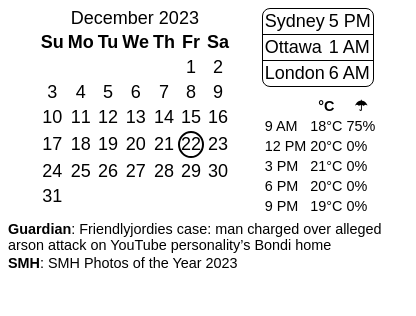 December 2023
Su Mo Tu We Th Fr Sa
1 2
3 4 5 6 7 8 9
10 11 12 13 14 15 16
17 18 19 20 21 22 23
24 25 26 27 28 29 30
31
Sydney 5 PM
Ottawa 1 AM
London 6 AM
°C ☂
9 AM 18°C 75%
12 PM 20°C 0%
3 PM 21°C 0%
6 PM 20°C 0%
9 PM 19°C 0%
Guardian: Friendlyjordies case: man charged over alleged
arson attack on YouTube personality’s Bondi home
SMH: SMH Photos of the Year 2023